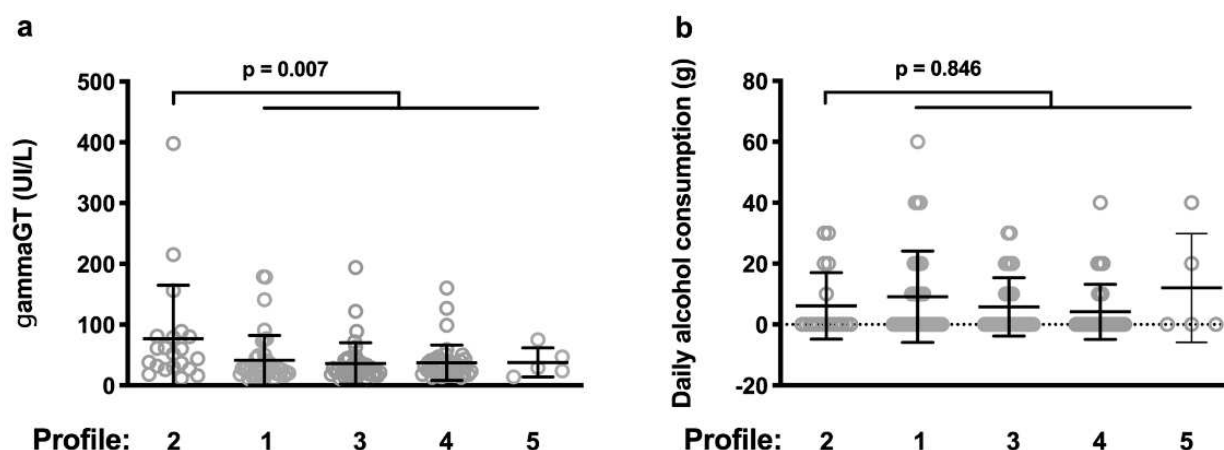 a
p = 0.007
gammaGT (UI/L)
500
400
300
200
100
0
Profile: 2 1 3 4 5
b
p = 0.846
Daily alcohol consumption (g)
80
60
40
20
0
-20
Profile: 2 1 3 4 5